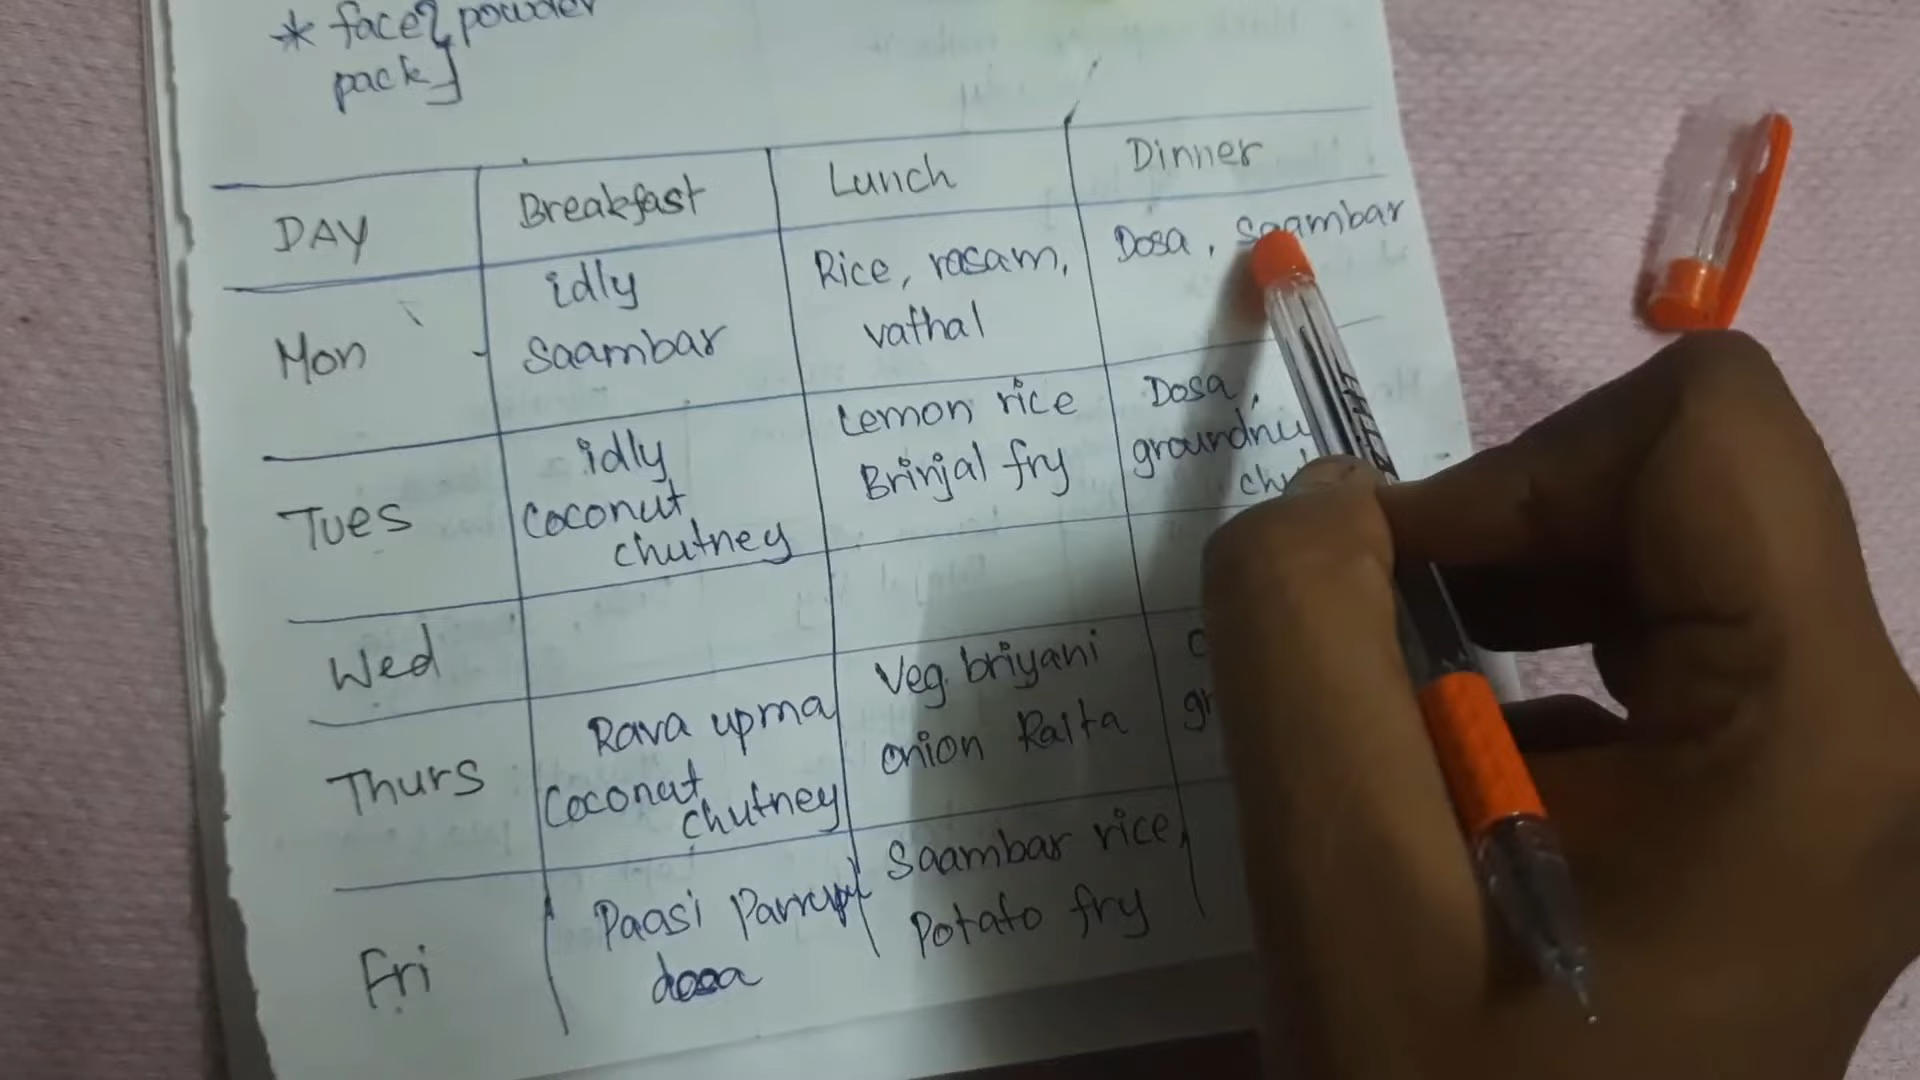 * face } powder
pack
DAY Breakfast Lunch Dinner
Mon idly Rice, rasam, Dosa, saambar
saambar vathal
Tues idly Lemon rice Dosa,
coconut Brinjal fry
chutney
Wed
Thurs Rava upma Veg. briyani
coconut onion Raita
chutney
Fri Paasi Saambar rice,
dosa Potato fry